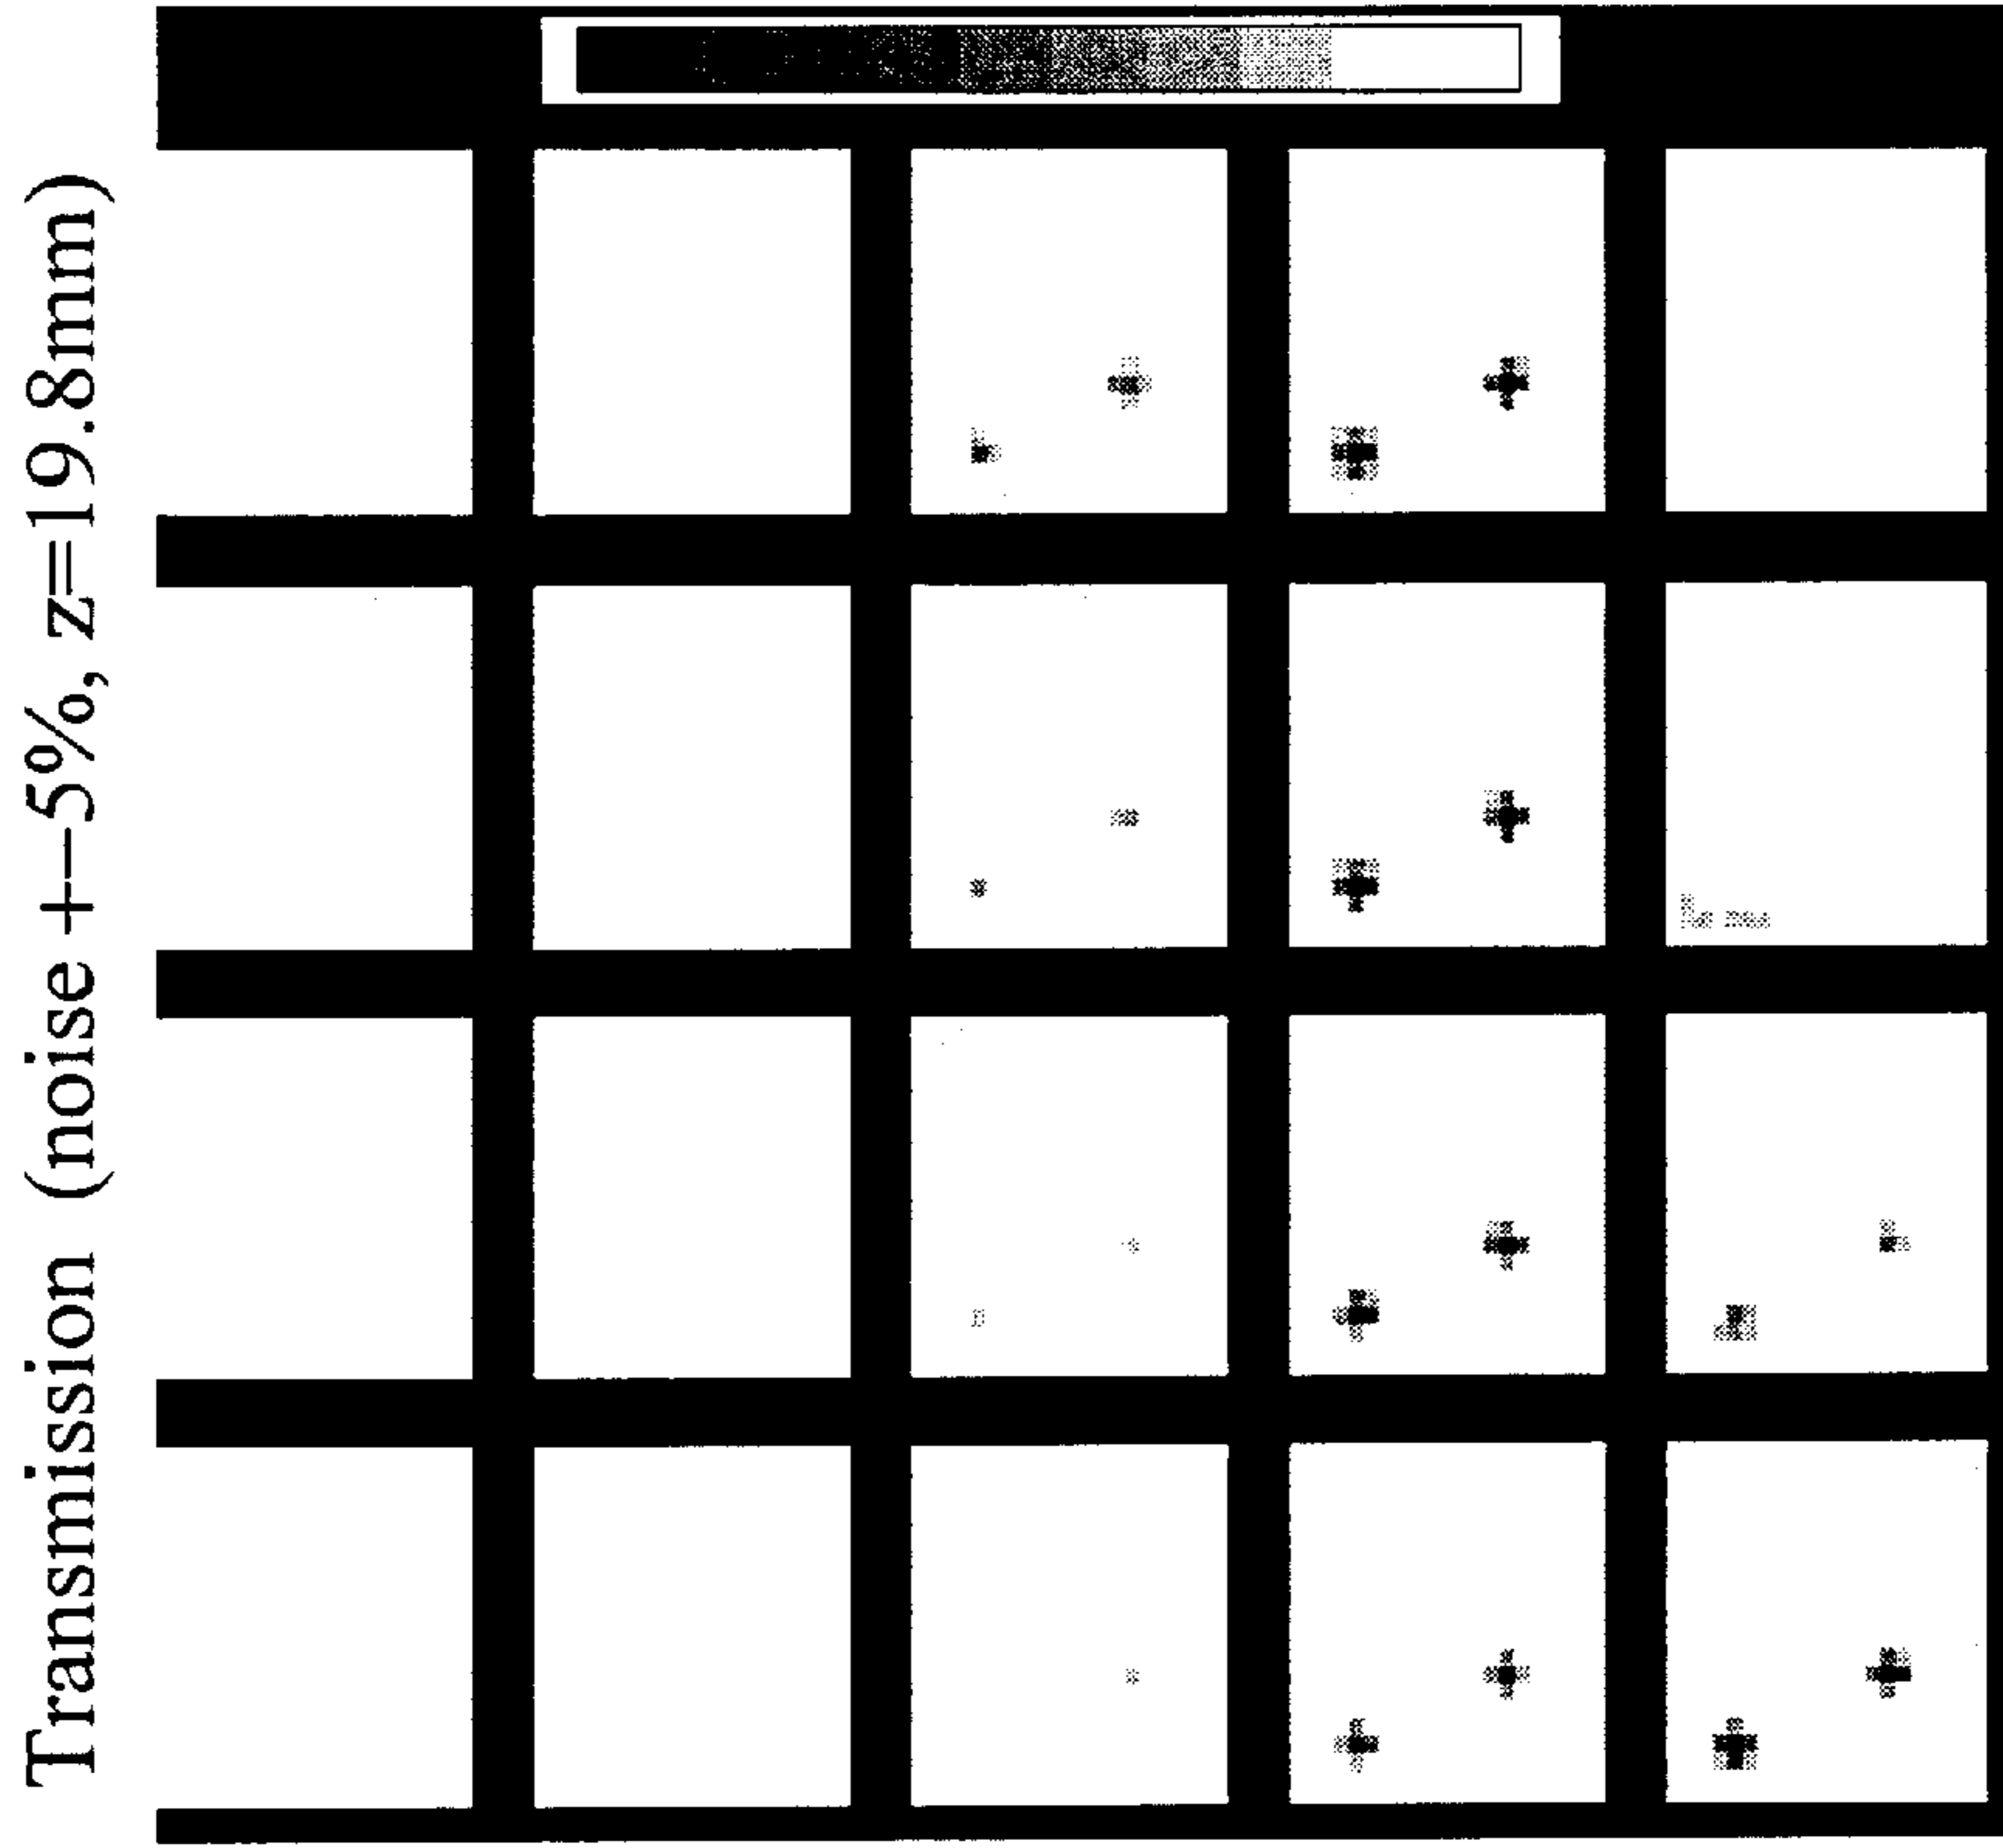 Transmission (noise +-5%, z=19.8mm)